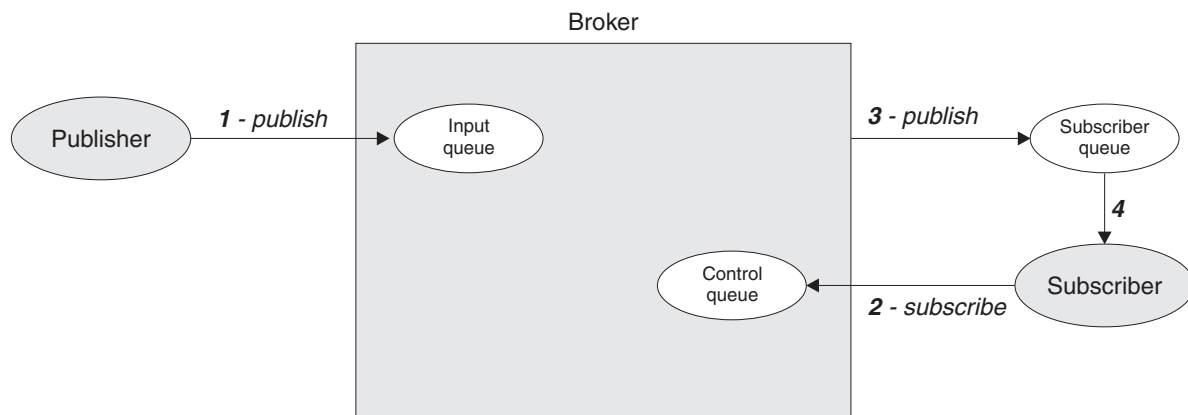 Broker
Publisher
1 - publish
Input
queue
3 - publish
Subscriber
queue
4
Control
queue
2 - subscribe
Subscriber